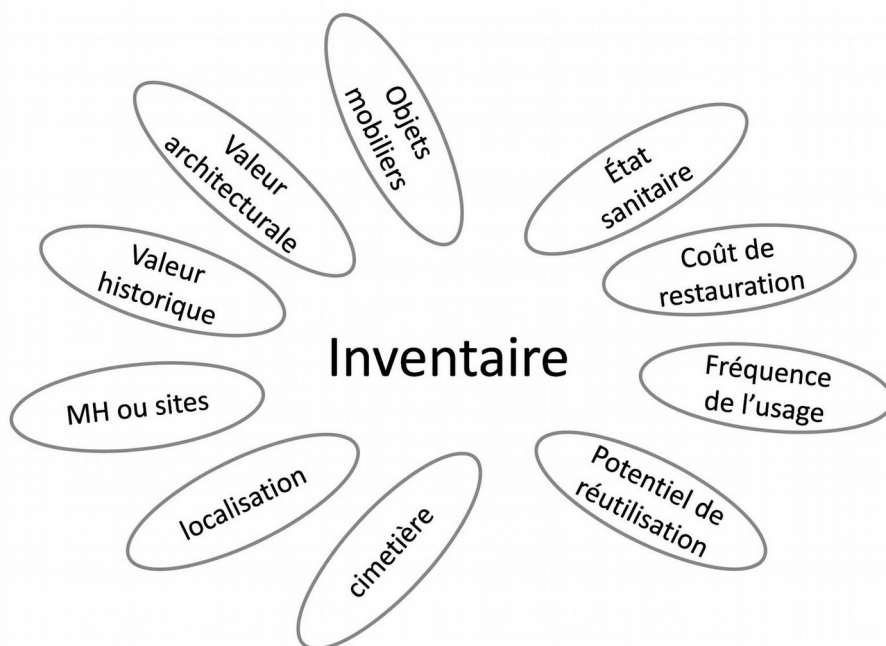 Objets
mobiliers
Valeur
architecturale
Valeur
historique
MH ou sites
localisation
cimetière
Inventaire
État
sanitaire
Coût de
restauration
Fréquence
de l’usage
Potentiel de
réutilisation